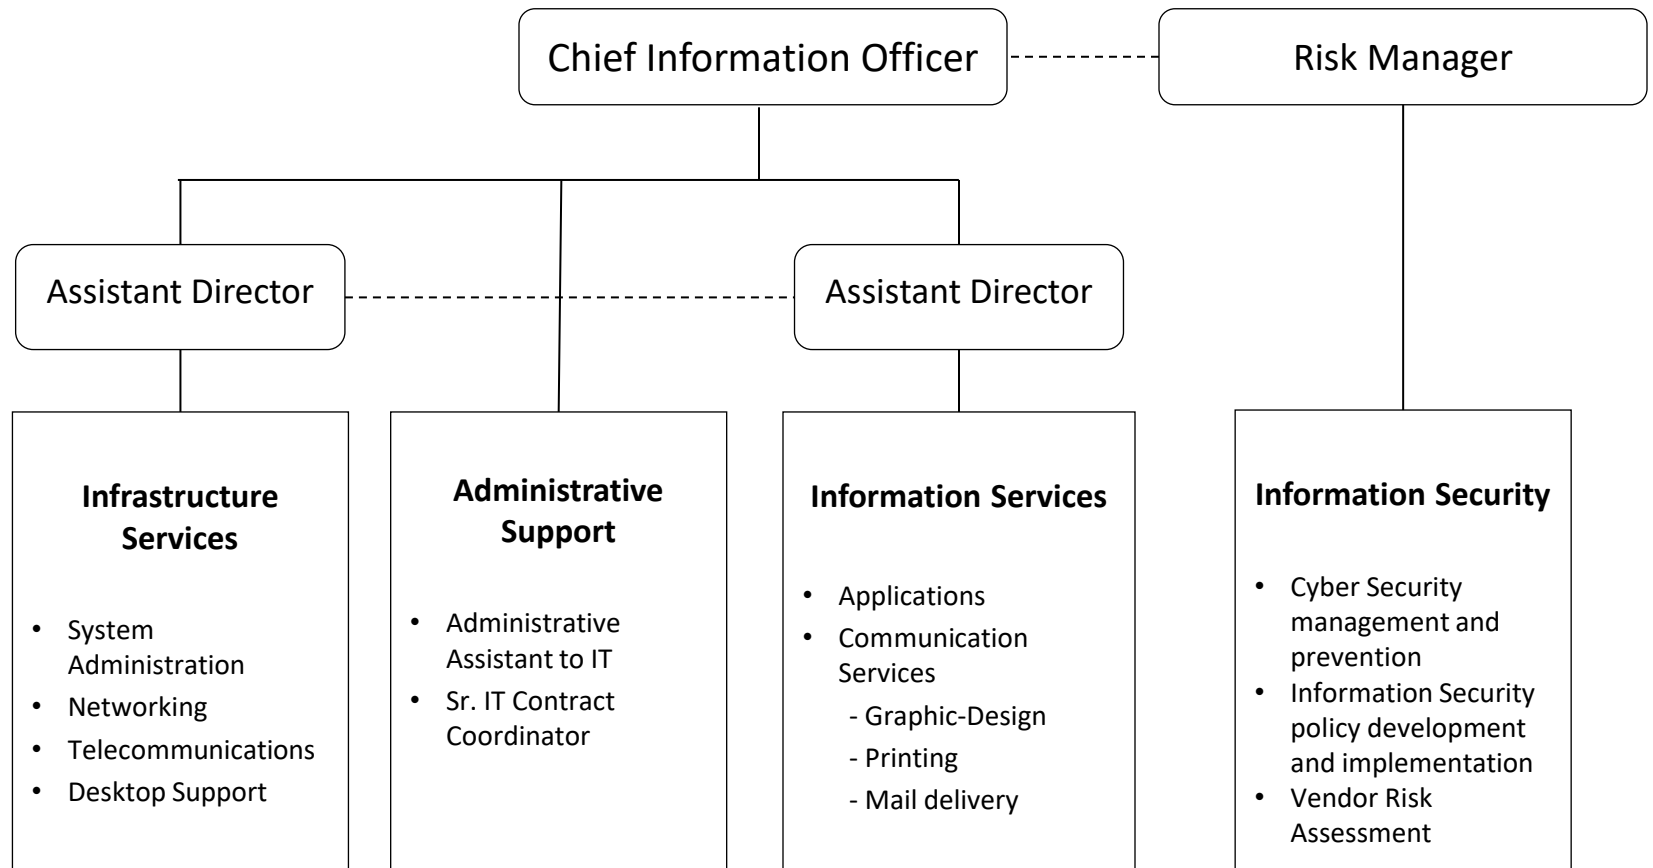 Chief Information Officer
Risk Manager
Assistant Director
Assistant Director
Infrastructure
Services
• System
Administration
• Networking
• Telecommunications
• Desktop Support
Administrative
Support
• Administrative
Assistant to IT
• Sr. IT Contract
Coordinator
Information Services
• Applications
• Communication
Services
- Graphic-Design
- Printing
- Mail delivery
Information Security
• Cyber Security
management and
prevention
• Information Security
policy development
and implementation
• Vendor Risk
Assessment